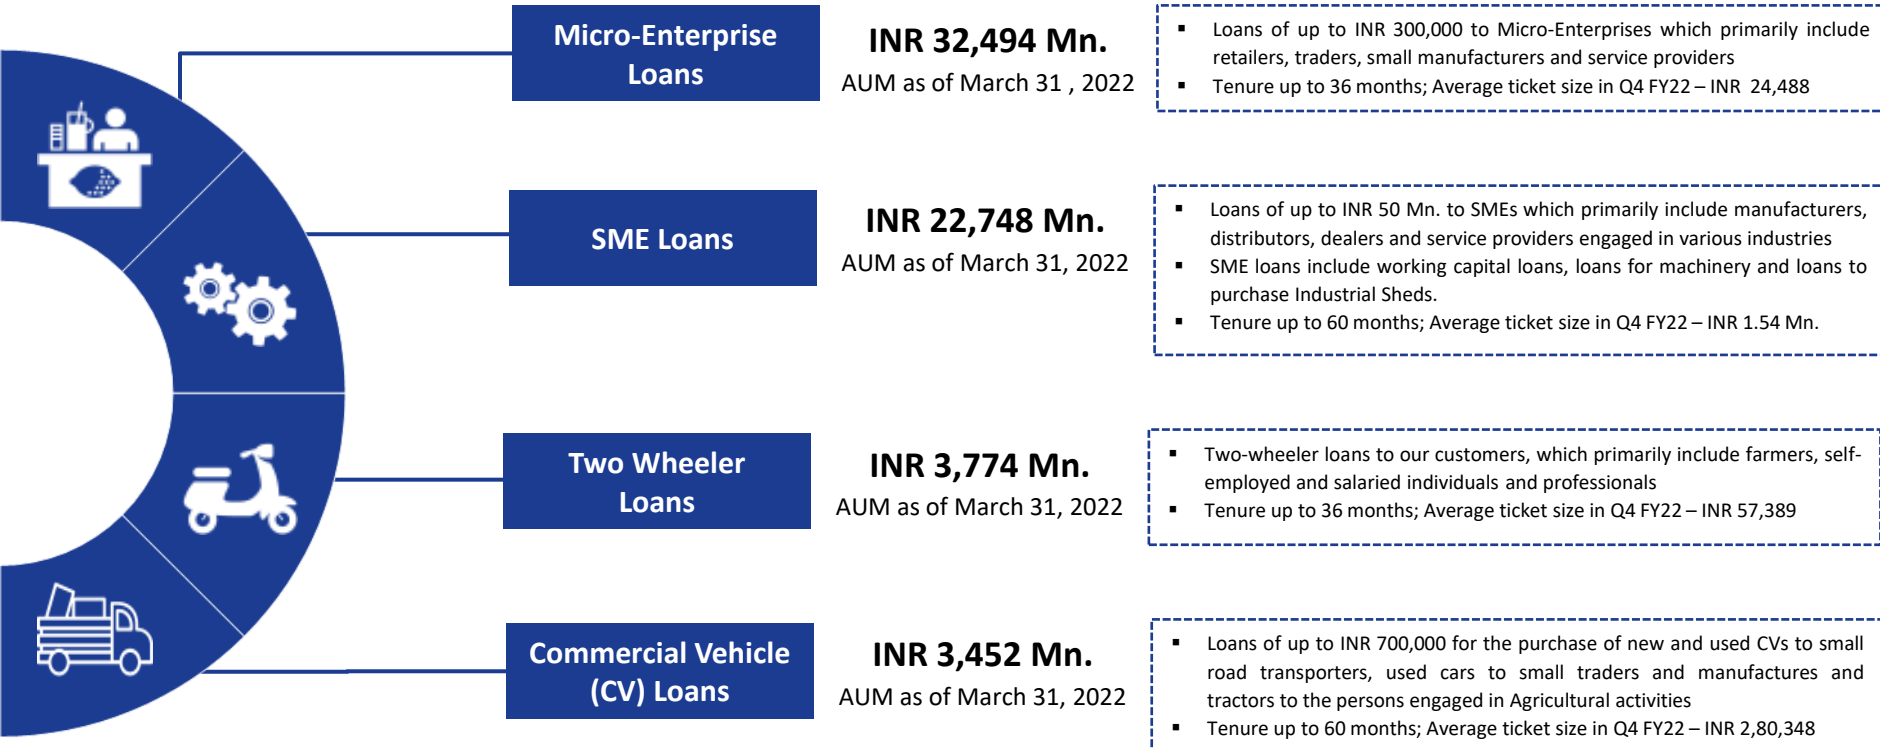 Micro-Enterprise
Loans
INR 32,494 Mn.
AUM as of March 31 , 2022
▪ Loans of up to INR 300,000 to Micro-Enterprises which primarily include
retailers, traders, small manufacturers and service providers
▪ Tenure up to 36 months; Average ticket size in Q4 FY22 – INR 24,488
SME Loans
INR 22,748 Mn.
AUM as of March 31, 2022
▪ Loans of up to INR 50 Mn. to SMEs which primarily include manufacturers,
distributors, dealers and service providers engaged in various industries
▪ SME loans include working capital loans, loans for machinery and loans to
purchase Industrial Sheds.
▪ Tenure up to 60 months; Average ticket size in Q4 FY22 – INR 1.54 Mn.
Two Wheeler
Loans
INR 3,774 Mn.
AUM as of March 31, 2022
▪ Two-wheeler loans to our customers, which primarily include farmers, self-
employed and salaried individuals and professionals
▪ Tenure up to 36 months; Average ticket size in Q4 FY22 – INR 57,389
Commercial Vehicle
(CV) Loans
INR 3,452 Mn.
AUM as of March 31, 2022
▪ Loans of up to INR 700,000 for the purchase of new and used CVs to small
road transporters, used cars to small traders and manufactures and
tractors to the persons engaged in Agricultural activities
▪ Tenure up to 60 months; Average ticket size in Q4 FY22 – INR 2,80,348